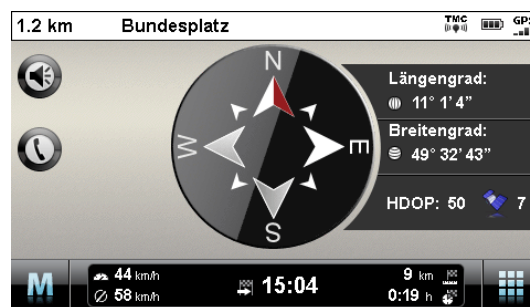 1.2 km Bundesplatz TMC GPS
N
W E
S
Längengrad:
11° 1' 4"
Breitengrad:
49° 32' 43"
HDOP: 50 7
M 44 km/h 15:04 9 km
58 km/h 0:19 h